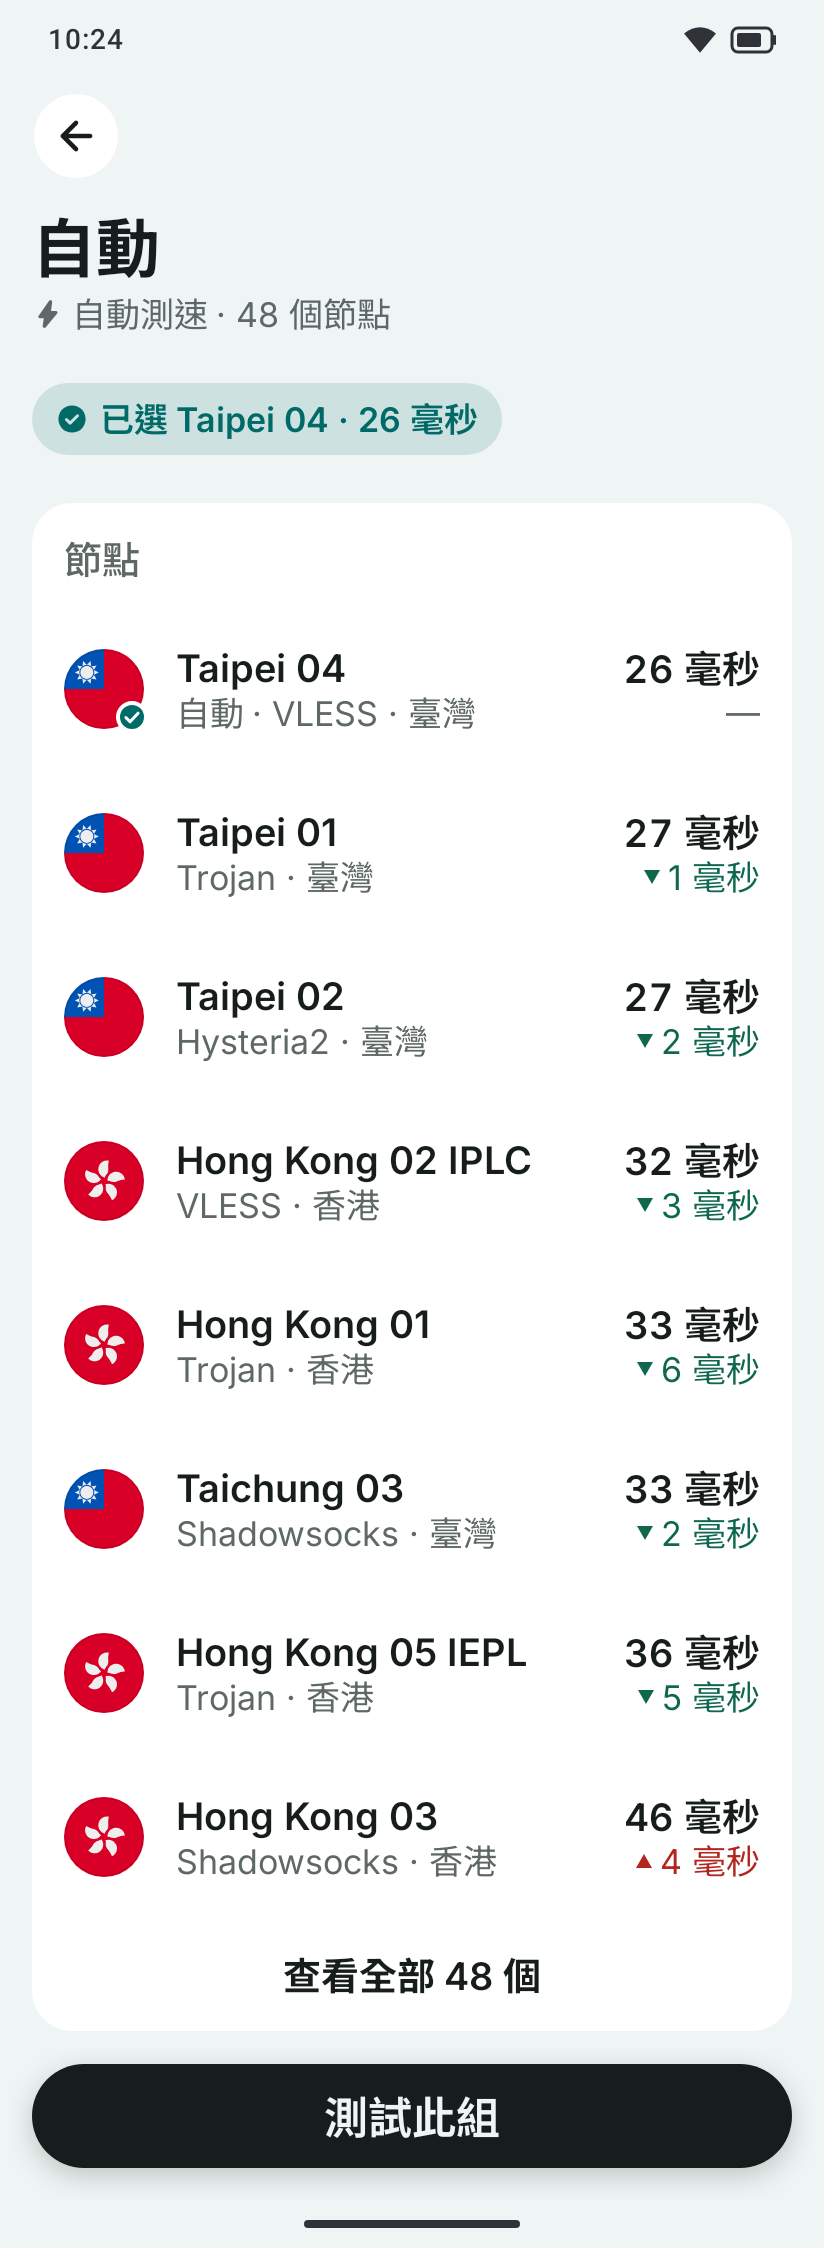 10:24
自動
自動測速 · 48 個節點
已選 Taipei 04 · 26 毫秒
節點
Taipei 04
26 毫秒
自動 · VLESS · 臺灣
—
Taipei 01
27 毫秒
Trojan · 臺灣
▼1 毫秒
Taipei 02
27 毫秒
Hysteria2 · 臺灣
▼2 毫秒
Hong Kong 02 IPLC
32 毫秒
VLESS · 香港
▼3 毫秒
Hong Kong 01
33 毫秒
Trojan · 香港
▼6 毫秒
Taichung 03
33 毫秒
Shadowsocks · 臺灣
▼2 毫秒
Hong Kong 05 IEPL
36 毫秒
Trojan · 香港
▼5 毫秒
Hong Kong 03
46 毫秒
Shadowsocks · 香港
▲4 毫秒
查看全部 48 個
測試此組